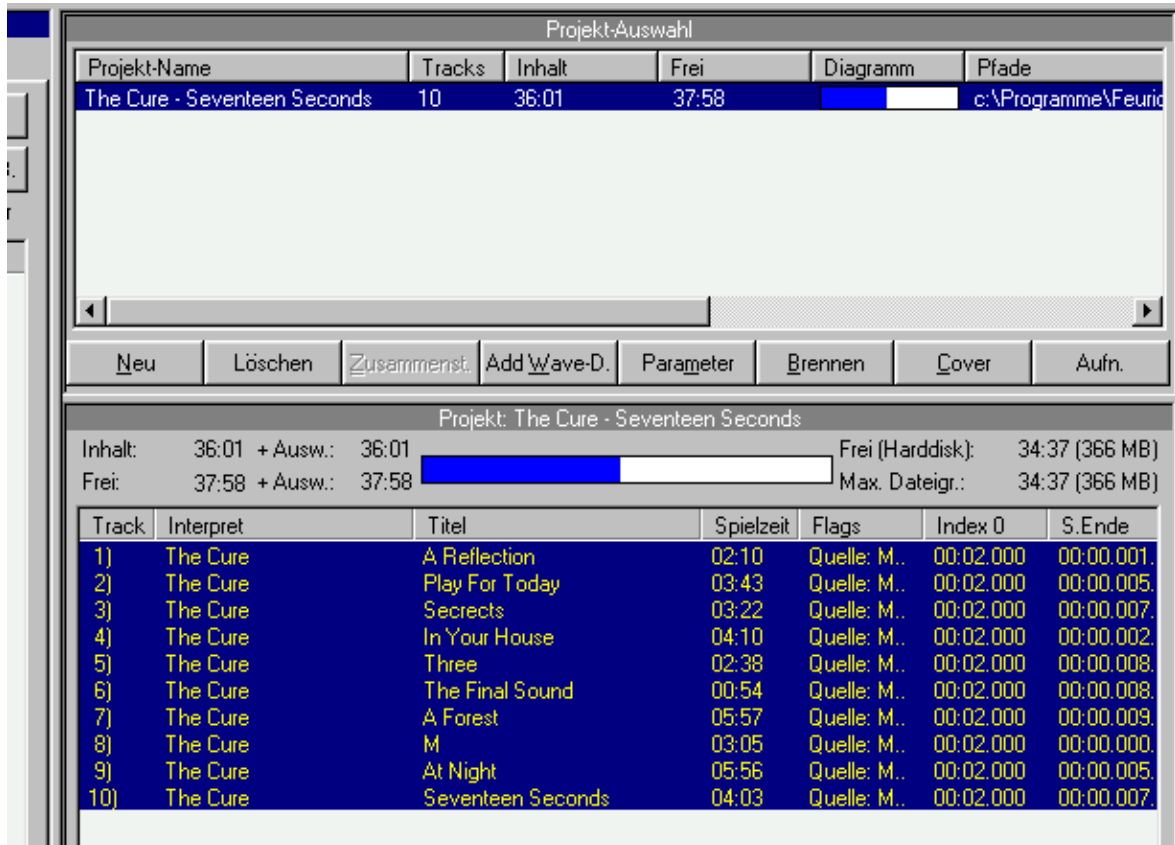 Projekt-Auswahl
Projekt-Name Tracks Inhalt Frei Diagramm Pfade
The Cure - Seventeen Seconds 10 36:01 37:58 c:\Programme\Feurio
Neu Löschen Zusammenst. Add Wave-D. Parameter Brennen Cover Aufn.
Projekt: The Cure - Seventeen Seconds
Inhalt: 36:01 + Ausw.: 36:01 Frei (Harddisk): 34:37 (366 MB)
Frei: 37:58 + Ausw.: 37:58 Max. Dateigr.: 34:37 (366 MB)
Track Interpret Titel Spielzeit Flags Index 0 S.Ende
1) The Cure A Reflection 02:10 Quelle: M.. 00:02.000 00:00.001.
2) The Cure Play For Today 03:43 Quelle: M.. 00:02.000 00:00.005.
3) The Cure Secrects 03:22 Quelle: M.. 00:02.000 00:00.007.
4) The Cure In Your House 04:10 Quelle: M.. 00:02.000 00:00.002.
5) The Cure Three 02:38 Quelle: M.. 00:02.000 00:00.008.
6) The Cure The Final Sound 00:54 Quelle: M.. 00:02.000 00:00.008.
7) The Cure A Forest 05:57 Quelle: M.. 00:02.000 00:00.009.
8) The Cure M 03:05 Quelle: M.. 00:02.000 00:00.000.
9) The Cure At Night 05:56 Quelle: M.. 00:02.000 00:00.005.
10) The Cure Seventeen Seconds 04:03 Quelle: M.. 00:02.000 00:00.007.